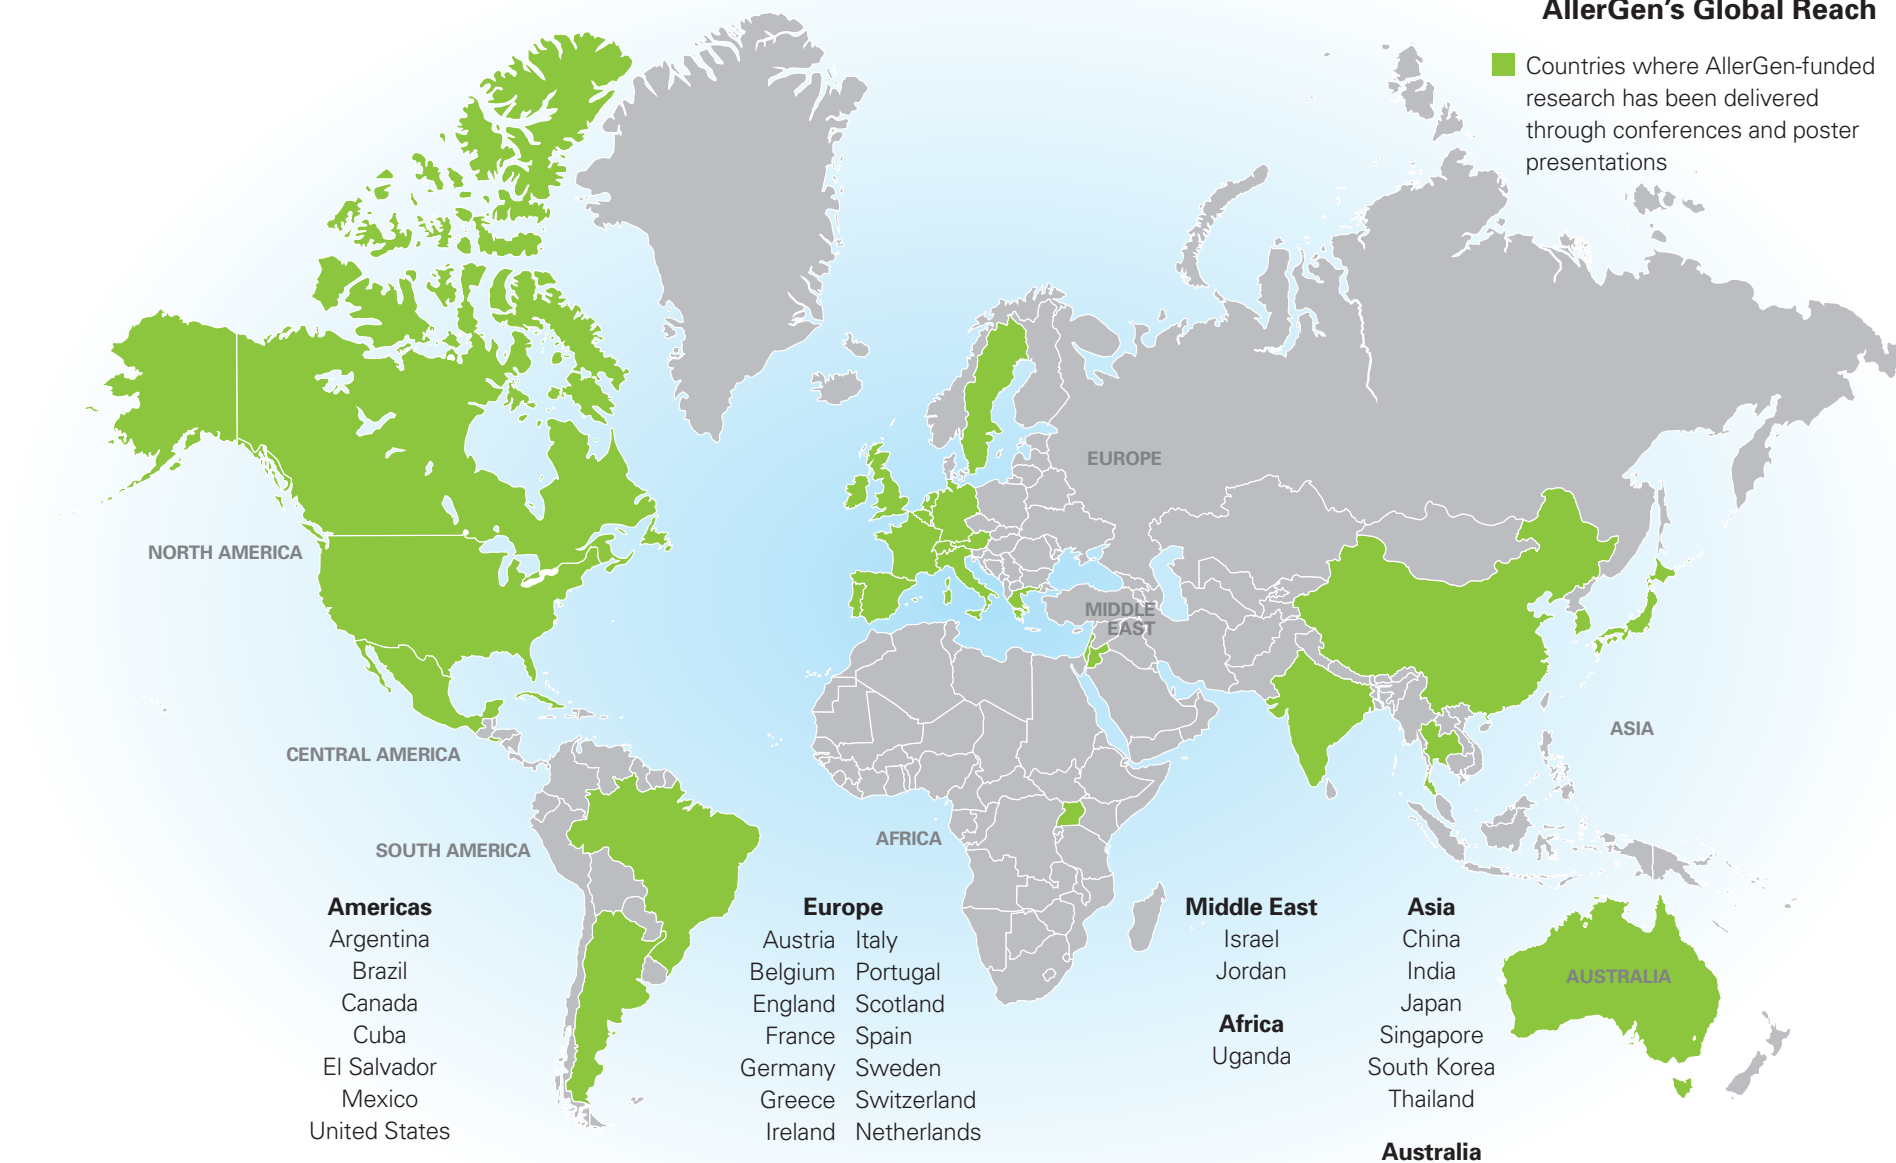 AllerGen's Global Reach
Countries where AllerGen-funded
research has been delivered
through conferences and poster
presentations
EUROPE
NORTH AMERICA
MIDDLE
EAST
ASIA
CENTRAL AMERICA
AFRICA
SOUTH AMERICA
AUSTRALIA
Americas
Argentina
Brazil
Canada
Cuba
El Salvador
Mexico
United States
Europe
Austria Italy
Belgium Portugal
England Scotland
France Spain
Germany Sweden
Greece Switzerland
Ireland Netherlands
Middle East
Israel
Jordan
Africa
Uganda
Asia
China
India
Japan
Singapore
South Korea
Thailand
Australia